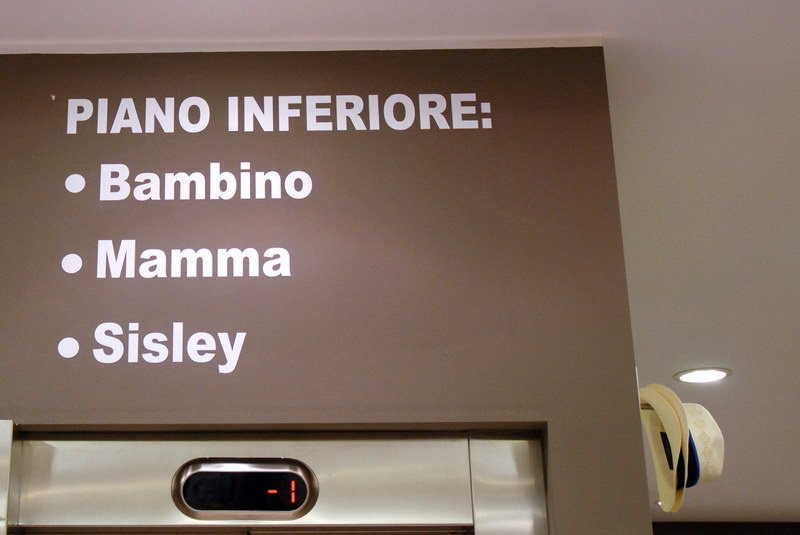 PIANO INFERIORE:
• Bambino
• Mamma
• Sisley
-1